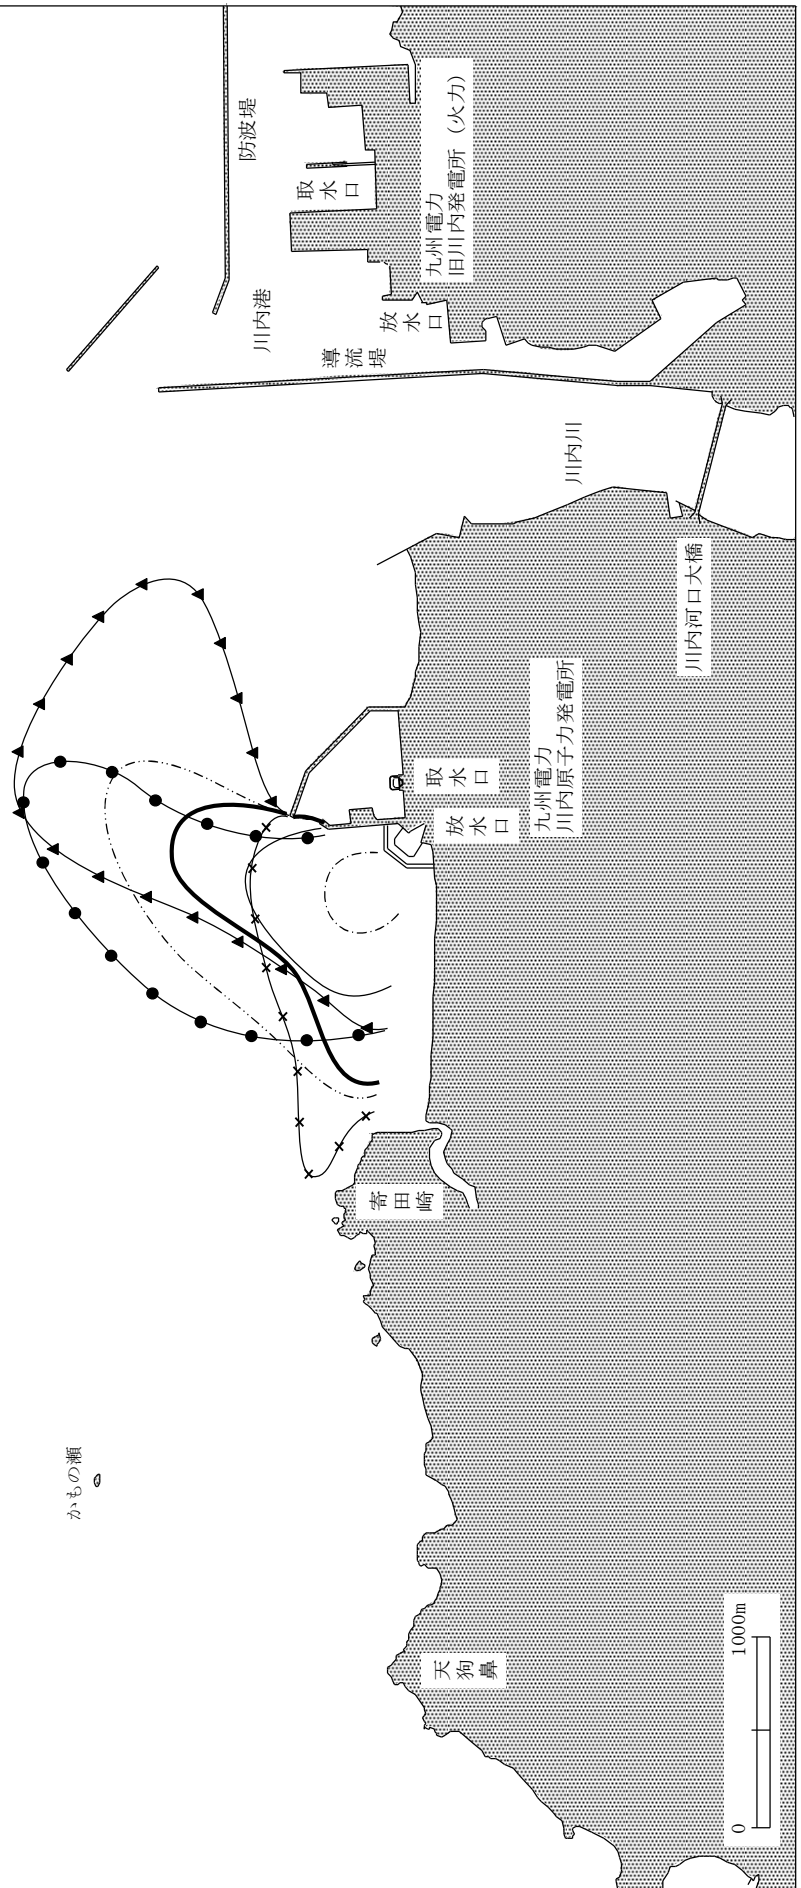 防波堤
取水口
九州電力
旧川内発電所（火力）
川内港
放水口
導流堤
川内川
川内河口大橋
取水口
放水口
九州電力
川内原子力発電所
寄田崎
かもの瀬
天狗鼻
0
1000m